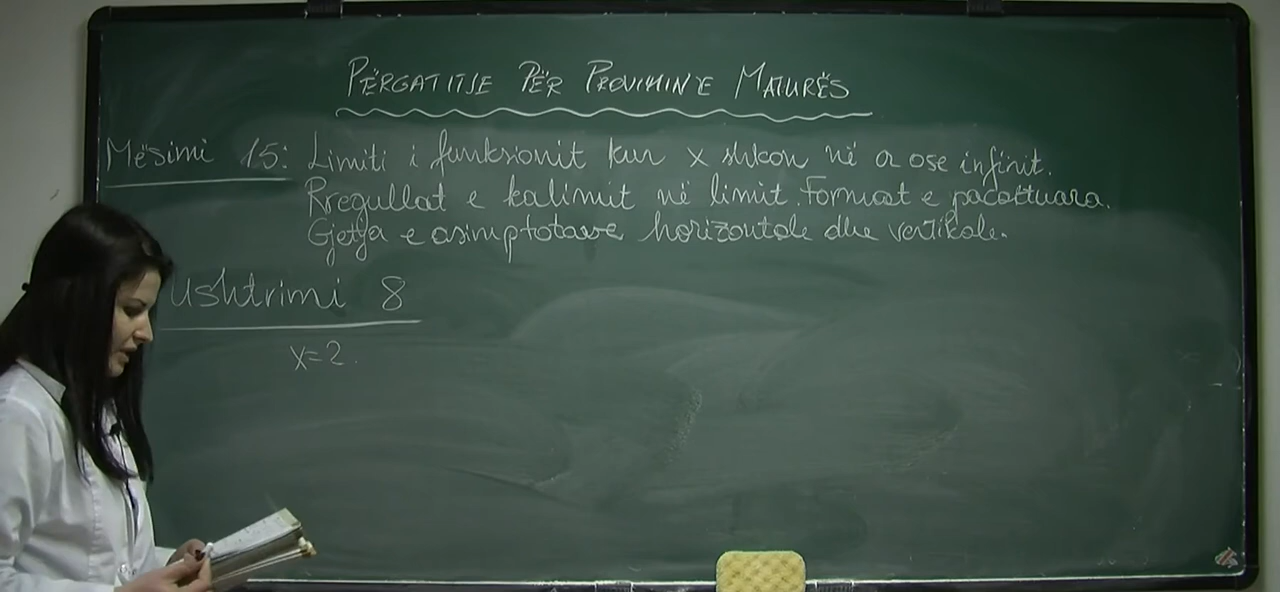 PËRGATITJE PËR PROVIMIN E MATURËS
Mësimi 15: Limiti i funksionit kur x shkon në a ose infinit.
Rregullat e kalimit në limit. Format e pacaktuara.
Gjetja e asimptotave horizontale dhe vertikale.
Ushtrimi 8
x=2.